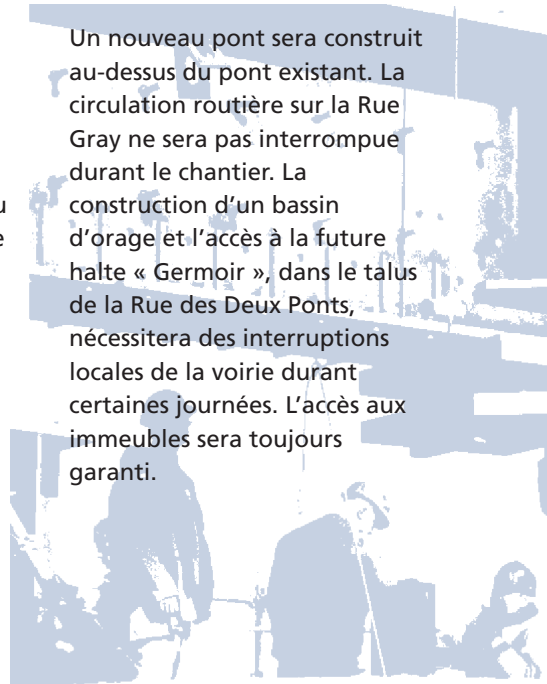 Un nouveau pont sera construit
au-dessus du pont existant. La
circulation routière sur la Rue
Gray ne sera pas interrompue
durant le chantier. La
construction d'un bassin
d'orage et l'accès à la future
halte « Germoir », dans le talus
de la Rue des Deux Ponts,
nécessitera des interruptions
locales de la voirie durant
certaines journées. L'accès aux
immeubles sera toujours
garanti.